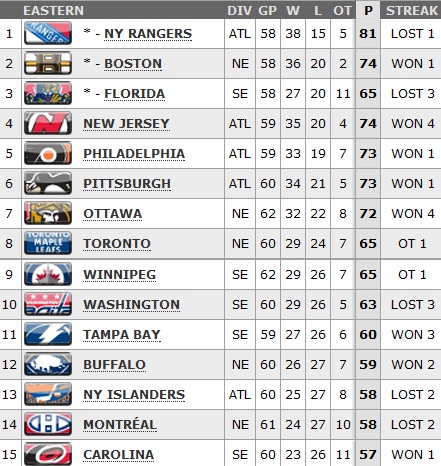 EASTERN DIV GP W L OT P STREAK
1 * - NY RANGERS ATL 58 38 15 5 81 LOST 1
2 * - BOSTON NE 58 36 20 2 74 WON 1
3 * - FLORIDA SE 58 27 20 11 65 LOST 3
4 NEW JERSEY ATL 59 35 20 4 74 WON 4
5 PHILADELPHIA ATL 59 33 19 7 73 WON 1
6 PITTSBURGH ATL 60 34 21 5 73 WON 1
7 OTTAWA NE 62 32 22 8 72 WON 4
8 TORONTO MAPLE LEAFS TORONTO NE 60 29 24 7 65 OT 1
9 WINNIPEG SE 62 29 26 7 65 OT 1
10 WASHINGTON SE 60 29 26 5 63 LOST 3
11 TAMPA BAY SE 59 27 26 6 60 WON 3
12 BUFFALO NE 60 26 27 7 59 WON 2
13 NY ISLANDERS ATL 60 25 27 8 58 LOST 2
14 MONTRÉAL NE 61 24 27 10 58 LOST 2
15 CAROLINA SE 60 23 26 11 57 WON 1